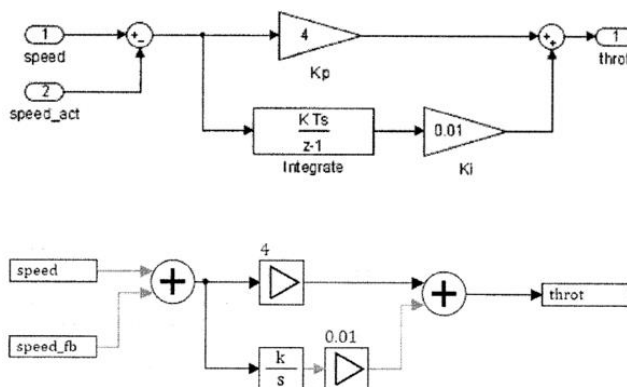 1
speed
2
speed_act
+-
4
Kp
K Ts
z-1
Integrate
0.01
Ki
++
1
throt
speed
speed_fb
+
4
k
s
0.01
+
throt